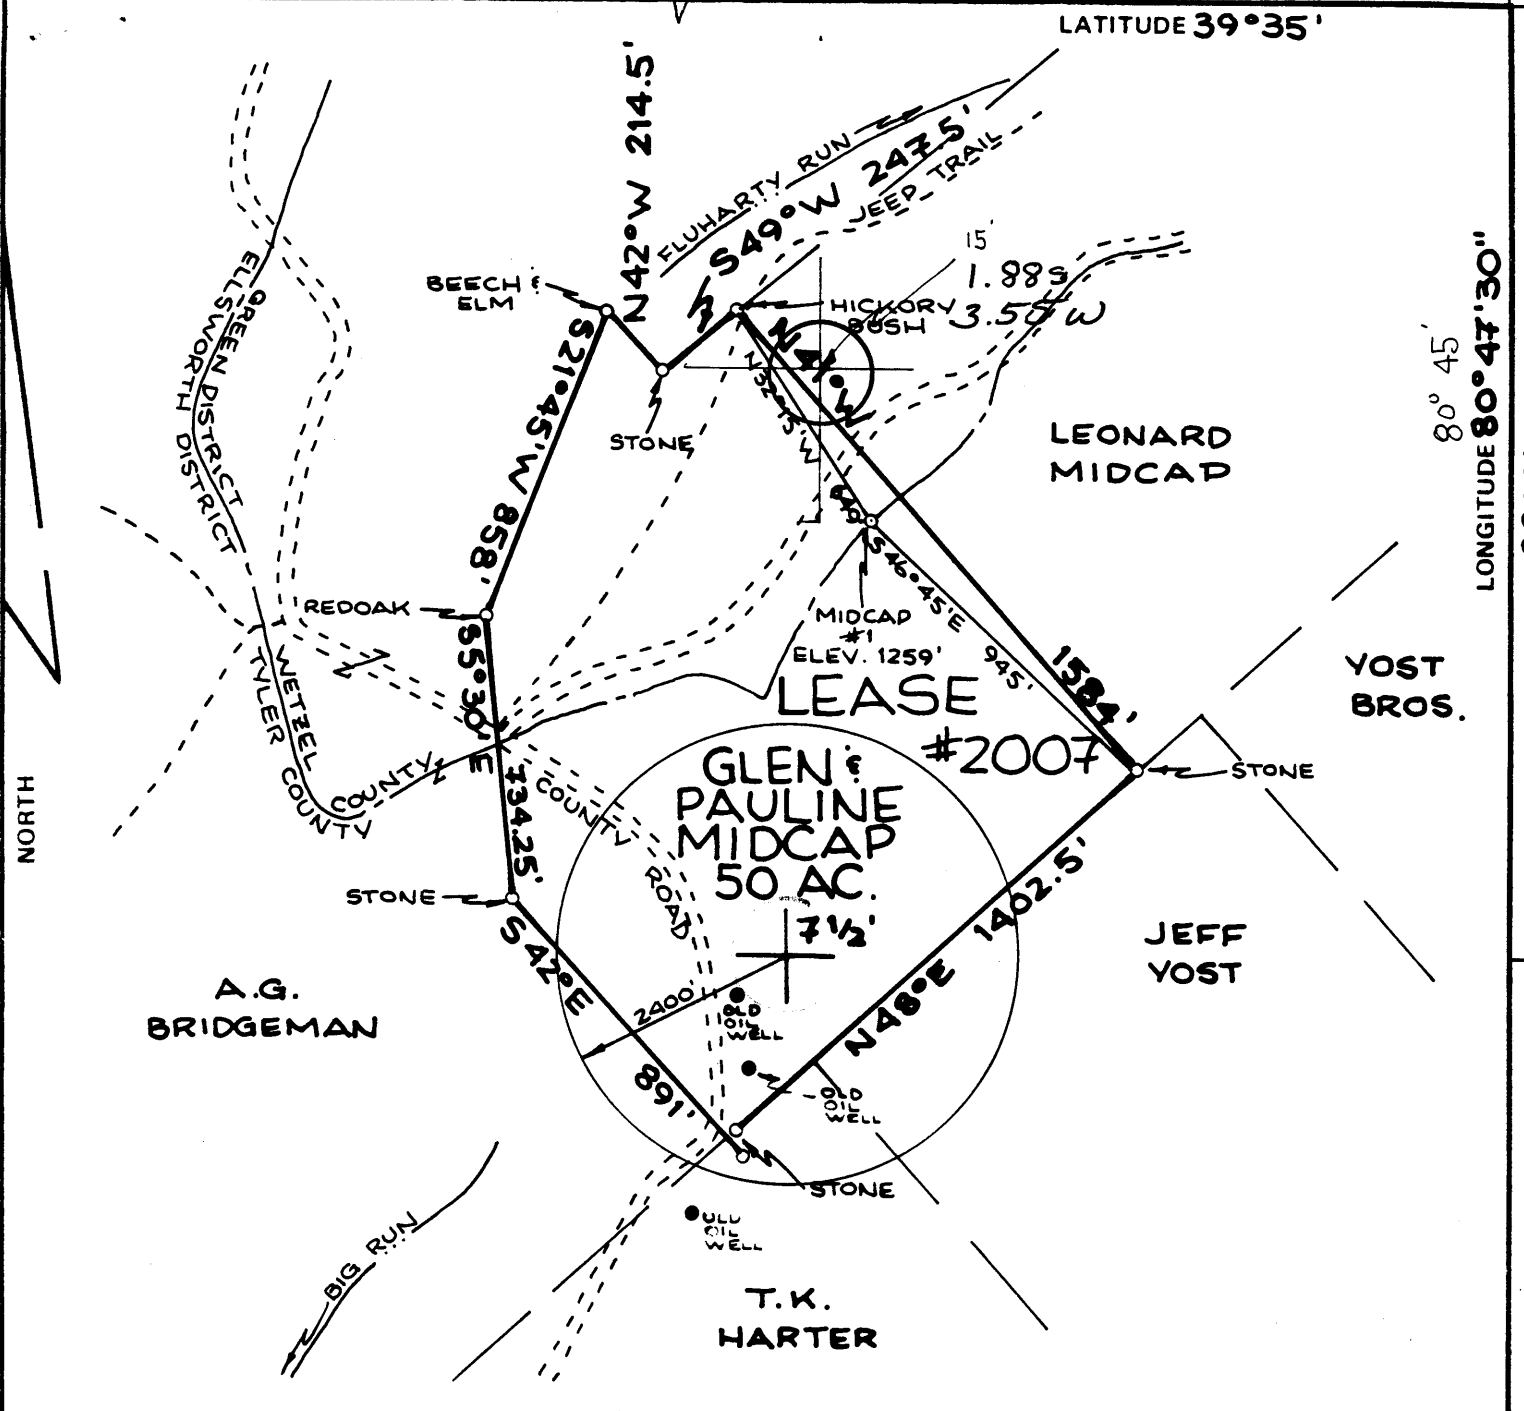 LATITUDE 39°35'
N42°W 214.5'
FLUHARTY RUN
S49°W 247.5'
JEEP TRAIL
15'
1.88s
3.55w
BEECH &
ELM
HICKORY
BUSH
80° 45'
LONGITUDE 80°47'30"
GREEN DISTRICT
ELLSWORTH DISTRICT
S21°45'W 858'
STONE
N32°15'W
640'
LEONARD
MIDCAP
REDOAK
S46°45'E
945'
MIDCAP
#1
ELEV. 1259'
1584'
YOST
BROS.
LEASE
#2007
WETZEL
TYLER
COUNTY
COUNTY
S5°30'E
734.25'
COUNTY
ROAD
GLEN &
PAULINE
MIDCAP
50 AC.
7 1/2'
STONE
NORTH
STONE
S42°E
891'
2400'
1402.5'
N48°E
JEFF
YOST
A.G.
BRIDGEMAN
OLD
OIL
WELL
OLD
OIL
WELL
STONE
OLD
OIL
WELL
BIG RUN
T.K.
HARTER